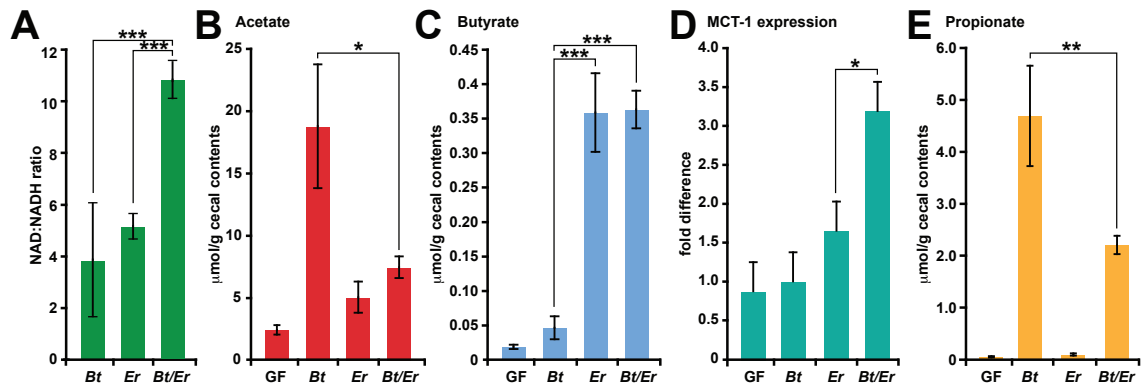 A
NAD:NADH ratio
12
10
8
6
4
2
0
***
***
Bt
Er
Bt/Er
B Acetate
µmol/g cecal contents
25
20
15
10
5
0
*
GF
Bt
Er
Bt/Er
C Butyrate
µmol/g cecal contents
0.45
0.4
0.35
0.3
0.25
0.2
0.15
0.1
0.05
0
***
***
GF
Bt
Er
Bt/Er
D MCT-1 expression
fold difference
4.0
3.5
3.0
2.5
2.0
1.5
1.0
0.5
0
*
GF
Bt
Er
Bt/Er
E Propionate
µmol/g cecal contents
6.0
5.0
4.0
3.0
2.0
1.0
0
**
GF
Bt
Er
Bt/Er